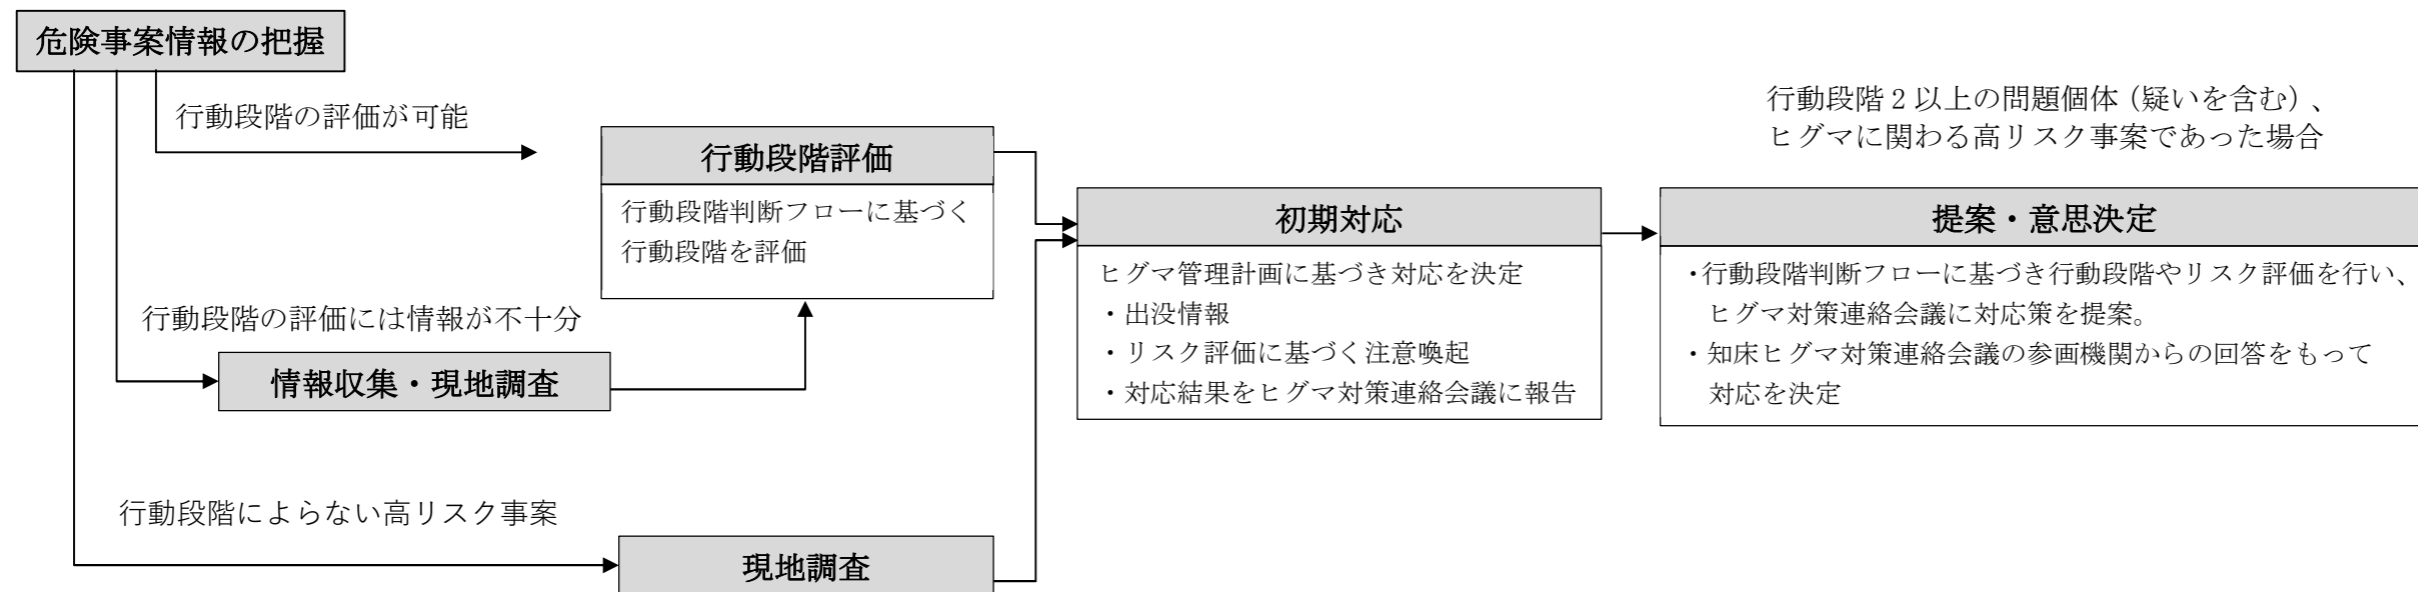 危険事案情報の把握
行動段階の評価が可能
行動段階評価
行動段階判断フローに基づく
行動段階を評価
行動段階の評価には情報が不十分
情報収集・現地調査
行動段階によらない高リスク事案
現地調査
初期対応
ヒグマ管理計画に基づき対応を決定
・出没情報
・リスク評価に基づく注意喚起
・対応結果をヒグマ対策連絡会議に報告
行動段階２以上の問題個体（疑いを含む）、
ヒグマに関わる高リスク事案であった場合
提案・意思決定
・行動段階判断フローに基づき行動段階やリスク評価を行い、
ヒグマ対策連絡会議に対応策を提案。
・知床ヒグマ対策連絡会議の参画機関からの回答をもって
対応を決定